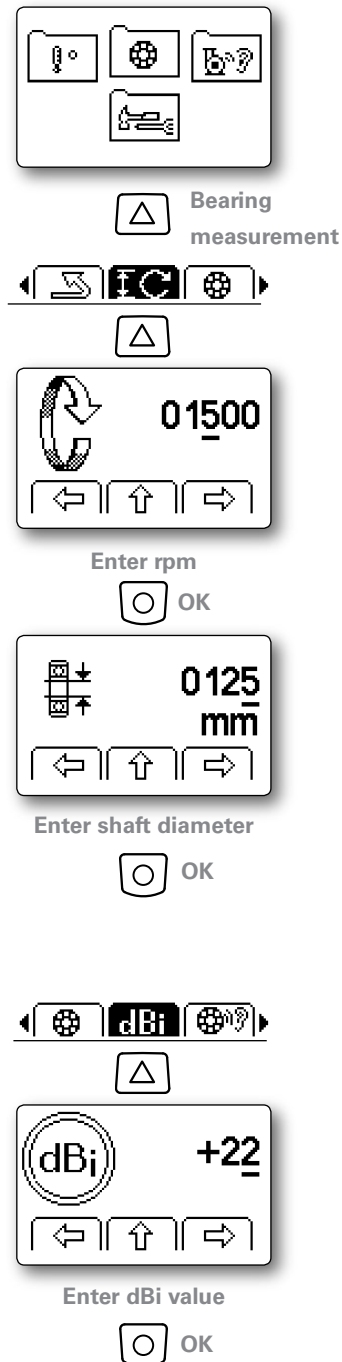 Bearing
measurement
01500
Enter rpm
OK
0125
mm
Enter shaft diameter
OK
dBi
dBi
+22
Enter dBi value
OK